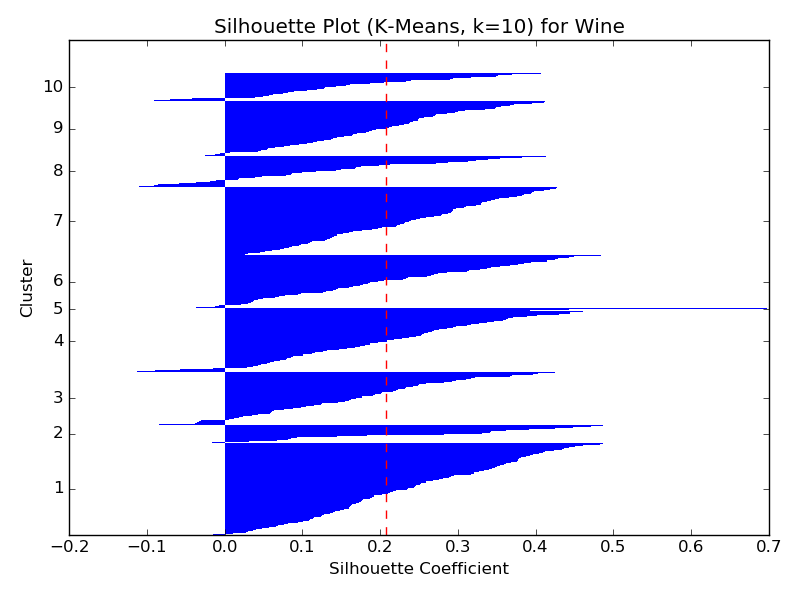 Silhouette Plot (K-Means, k=10) for Wine
10
9
8
7
6
5
4
3
2
1
Cluster
−0.2 −0.1 0.0 0.1 0.2 0.3 0.4 0.5 0.6 0.7
Silhouette Coefficient